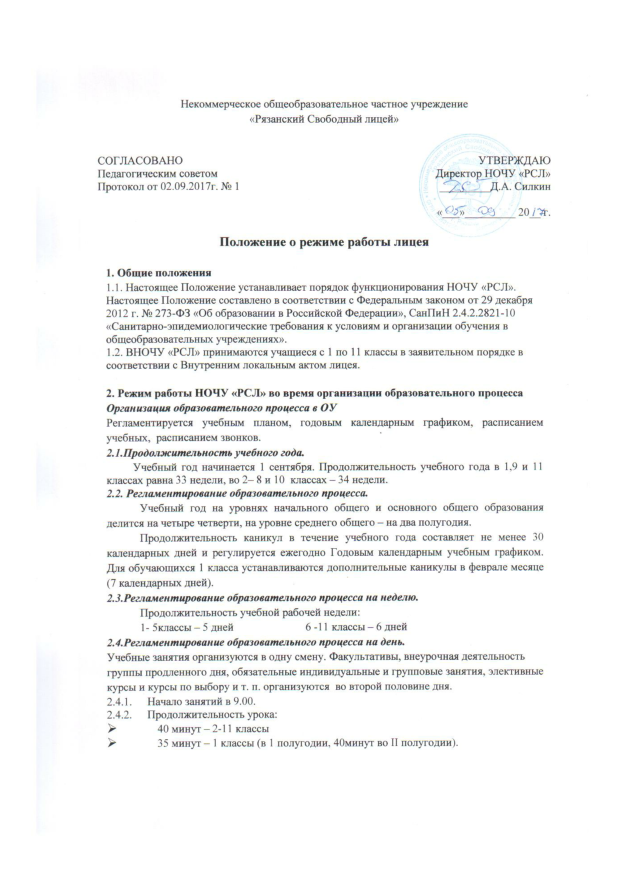 Некоммерческое общеобразовательное частное учреждение
«Рязанский Свободный лицей»
СОГЛАСОВАНО
Педагогическим советом
Протокол от 02.09.2017г. № 1
УТВЕРЖДАЮ
Директор НОЧУ «РСЛ»
Д.А. Силкин
«05» 09 2017г.
Положение о режиме работы лицея
1. Общие положения
1.1. Настоящее Положение устанавливает порядок функционирования НОЧУ «РСЛ».
Настоящее Положение составлено в соответствии с Федеральным законом от 29 декабря
2012 г. № 273-ФЗ «Об образовании в Российской Федерации», СанПиН 2.4.2.2821-10
«Санитарно-эпидемиологические требования к условиям и организации обучения в
общеобразовательных учреждениях».
1.2. ВНОЧУ «РСЛ» принимаются учащиеся с 1 по 11 классы в заявительном порядке в
соответствии с Внутренним локальным актом лицея.
2. Режим работы НОЧУ «РСЛ» во время организации образовательного процесса
Организация образовательного процесса в ОУ
Регламентируется учебным планом, годовым календарным графиком, расписанием
учебных, расписанием звонков.
2.1.Продолжительность учебного года.
Учебный год начинается 1 сентября. Продолжительность учебного года в 1,9 и 11
классах равна 33 недели, во 2– 8 и 10 классах – 34 недели.
2.2. Регламентирование образовательного процесса.
Учебный год на уровнях начального общего и основного общего образования
делится на четыре четверти, на уровне среднего общего – на два полугодия.
Продолжительность каникул в течение учебного года составляет не менее 30
календарных дней и регулируется ежегодно Годовым календарным учебным графиком.
Для обучающихся 1 класса устанавливаются дополнительные каникулы в феврале месяце
(7 календарных дней).
2.3.Регламентирование образовательного процесса на неделю.
Продолжительность учебной рабочей недели:
1- 5классы – 5 дней 6 -11 классы – 6 дней
2.4.Регламентирование образовательного процесса на день.
Учебные занятия организуются в одну смену. Факультативы, внеурочная деятельность
группы продленного дня, обязательные индивидуальные и групповые занятия, элективные
курсы и курсы по выбору и т. п. организуются во второй половине дня.
2.4.1. Начало занятий в 9.00.
2.4.2. Продолжительность урока:
➢ 40 минут – 2-11 классы
➢ 35 минут – 1 классы (в 1 полугодии, 40минут во II полугодии).